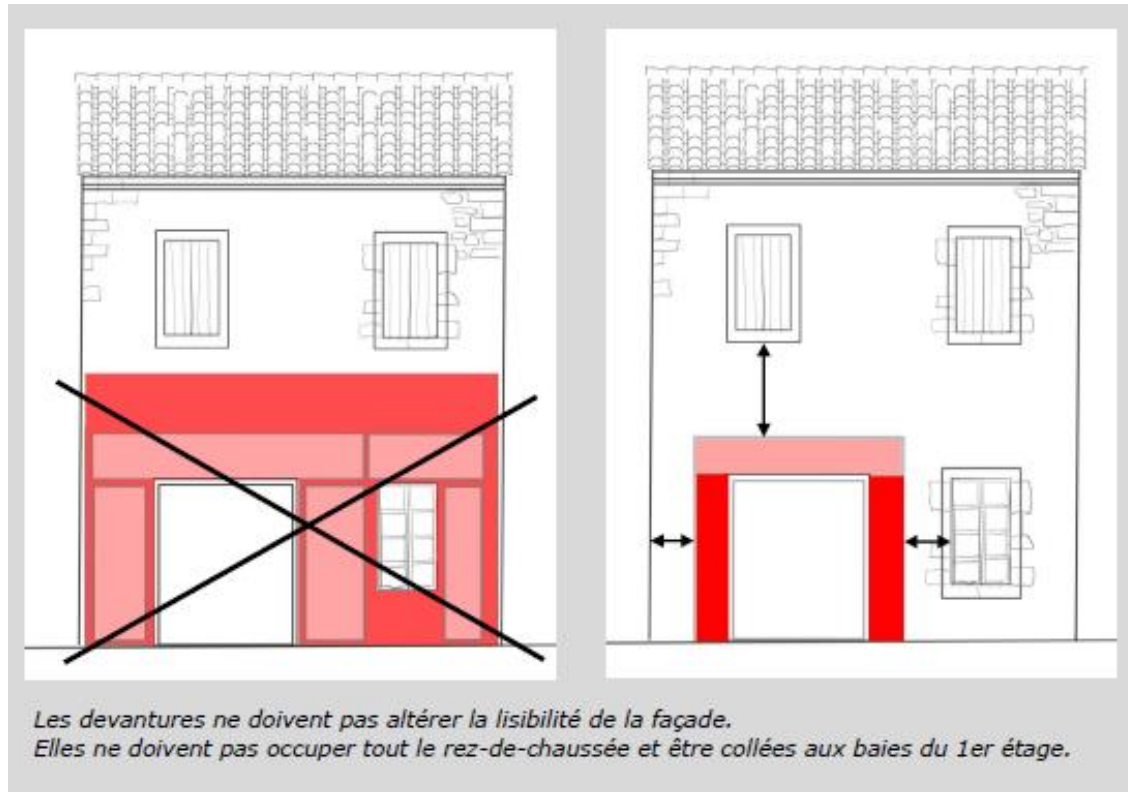 Les devantures ne doivent pas altérer la lisibilité de la façade.
Elles ne doivent pas occuper tout le rez-de-chaussée et être collées aux baies du 1er étage.